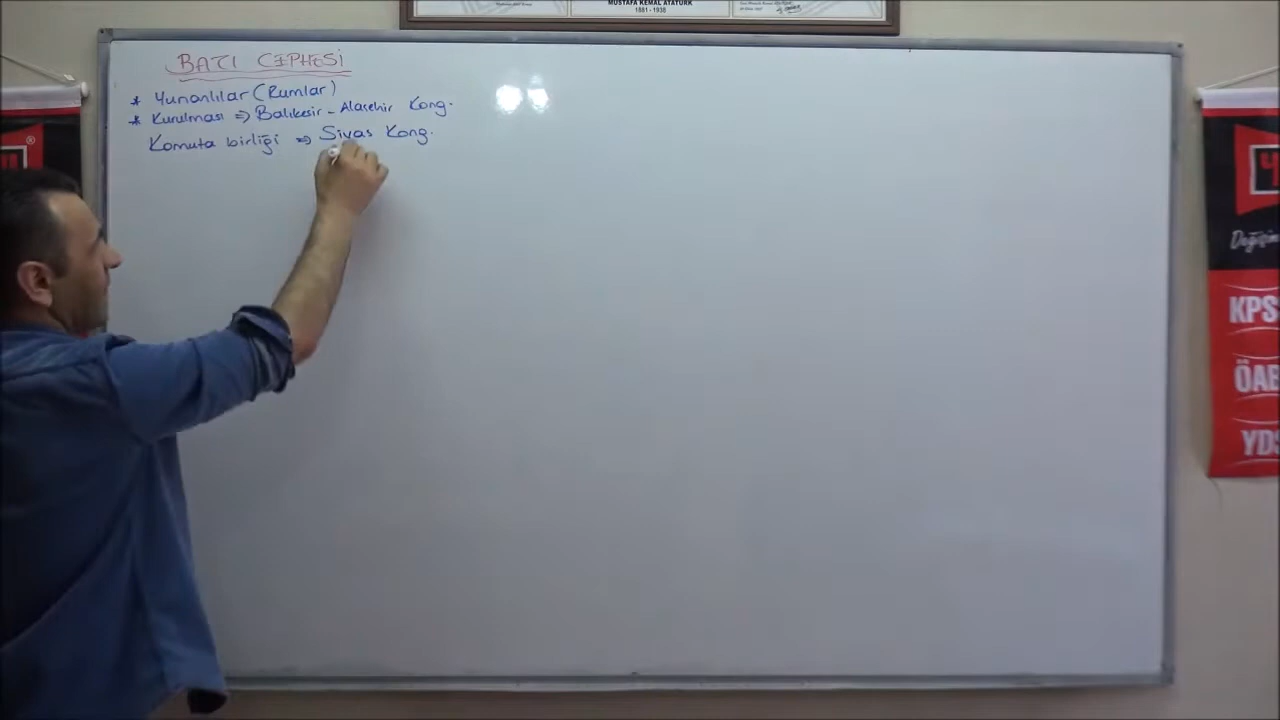 MUSTAFA KEMAL ATATÜRK
1881 - 1938
BATI CEPHESİ
* Yunanlılar (Rumlar)
* Kurulması => Balıkesir - Alaşehir Kong.
Komuta birliği => Sivas Kong.
Değişim
KPS
ÖAB
YDS